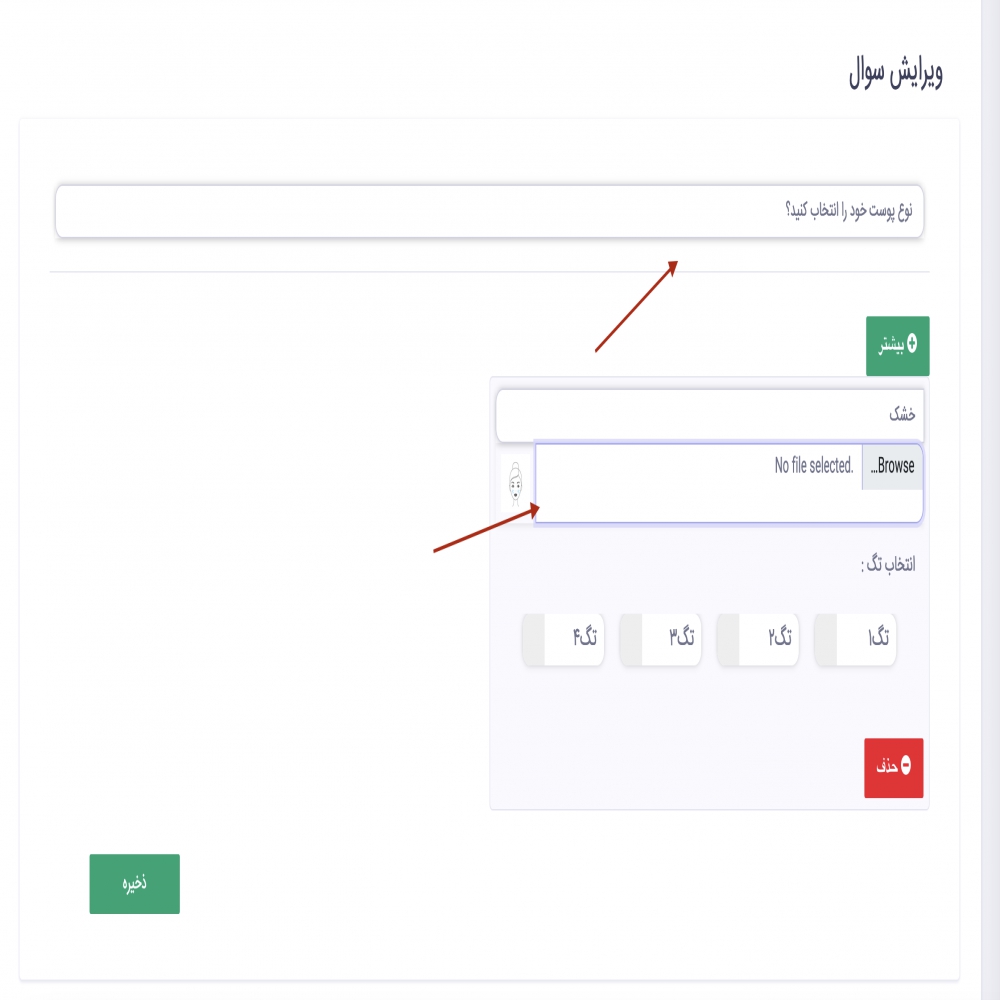 ویرایش سوال
نوع پوست خود را انتخاب کنید؟
بیشتر
خشک
Browse... No file selected.
انتخاب تگ :
تگ۱ تگ۲ تگ۳ تگ۴
حذف
ذخیره